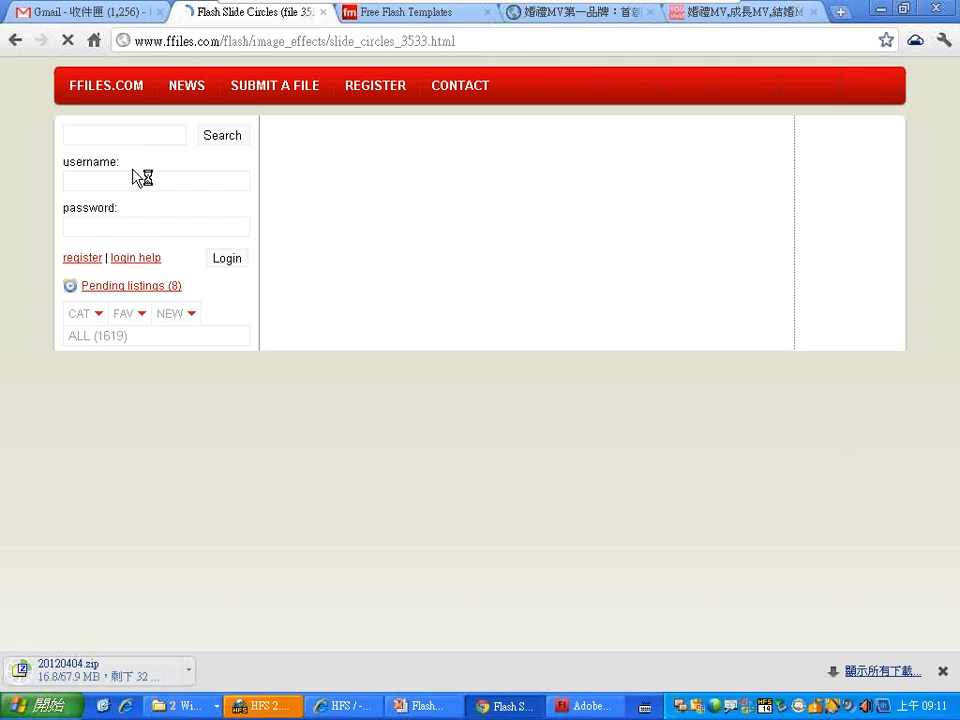 Gmail - 收件匣 (1,256) -
Flash Slide Circles (file 35
Free Flash Templates
婚禮MV第一品牌：首創
婚禮MV,成長MV,結婚M
www.ffiles.com/flash/image_effects/slide_circles_3533.html
FFILES.COM NEWS SUBMIT A FILE REGISTER CONTACT
Search
username:
password:
register | login help Login
Pending listings (8)
CAT FAV NEW
ALL (1619)
20120404.zip
16.8/67.9 MB，剩下 32 ...
顯示所有下載...
開始 2 Wi... HFS 2.... HFS / -... Flash... Flash S... Adobe... 上午 09:11